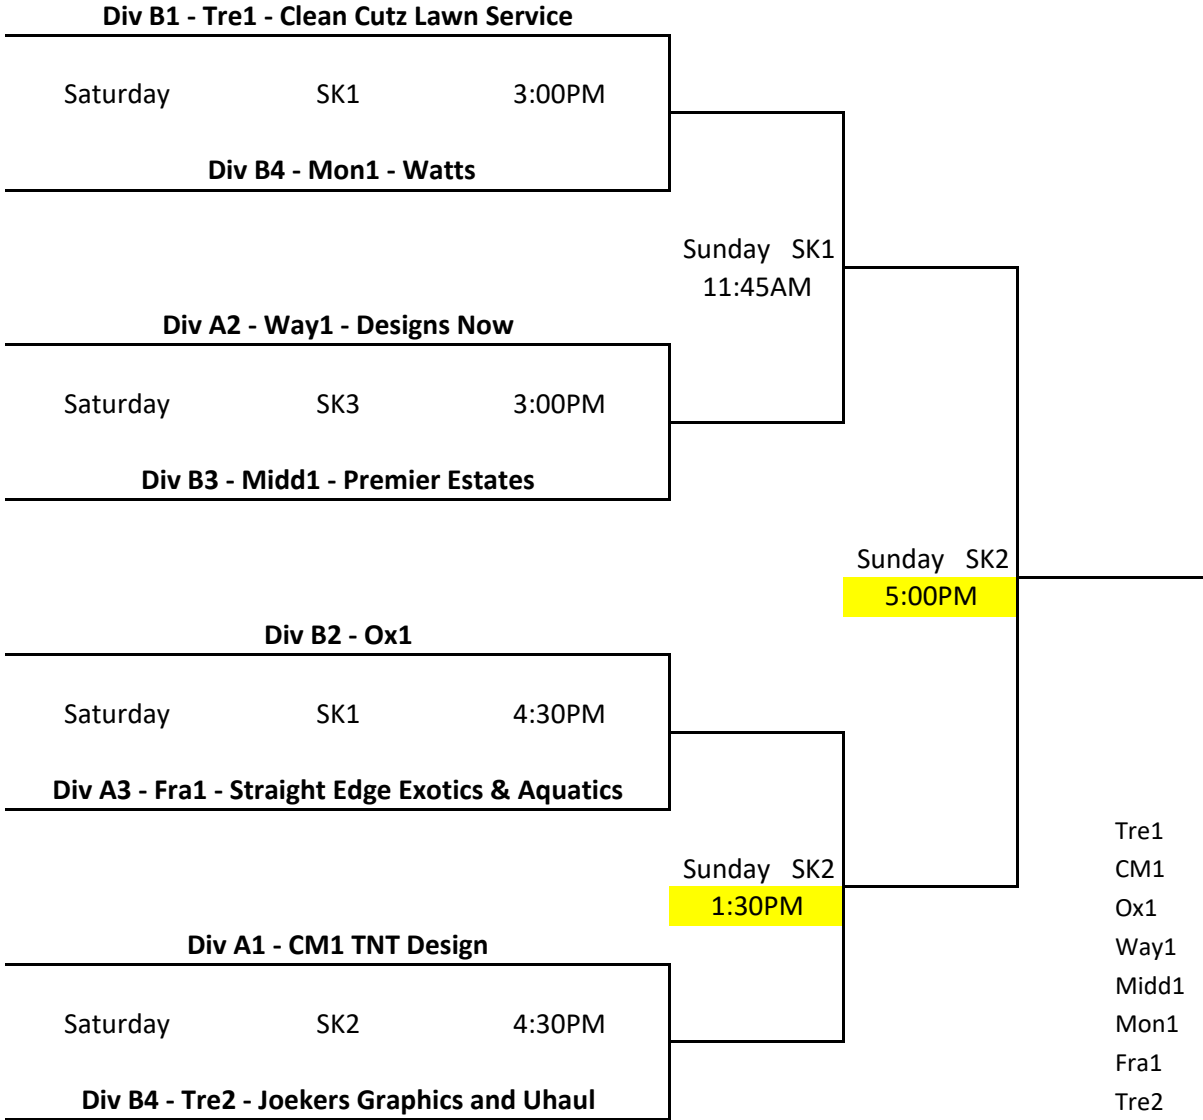 Div B1 - Tre1 - Clean Cutz Lawn Service
Saturday SK1 3:00PM
Div B4 - Mon1 - Watts
Sunday SK1
11:45AM
Div A2 - Way1 - Designs Now
Saturday SK3 3:00PM
Div B3 - Midd1 - Premier Estates
Sunday SK2
5:00PM
Div B2 - Ox1
Saturday SK1 4:30PM
Div A3 - Fra1 - Straight Edge Exotics & Aquatics
Sunday SK2
1:30PM
Div A1 - CM1 TNT Design
Saturday SK2 4:30PM
Div B4 - Tre2 - Joekers Graphics and Uhaul
Tre1
CM1
Ox1
Way1
Midd1
Mon1
Fra1
Tre2